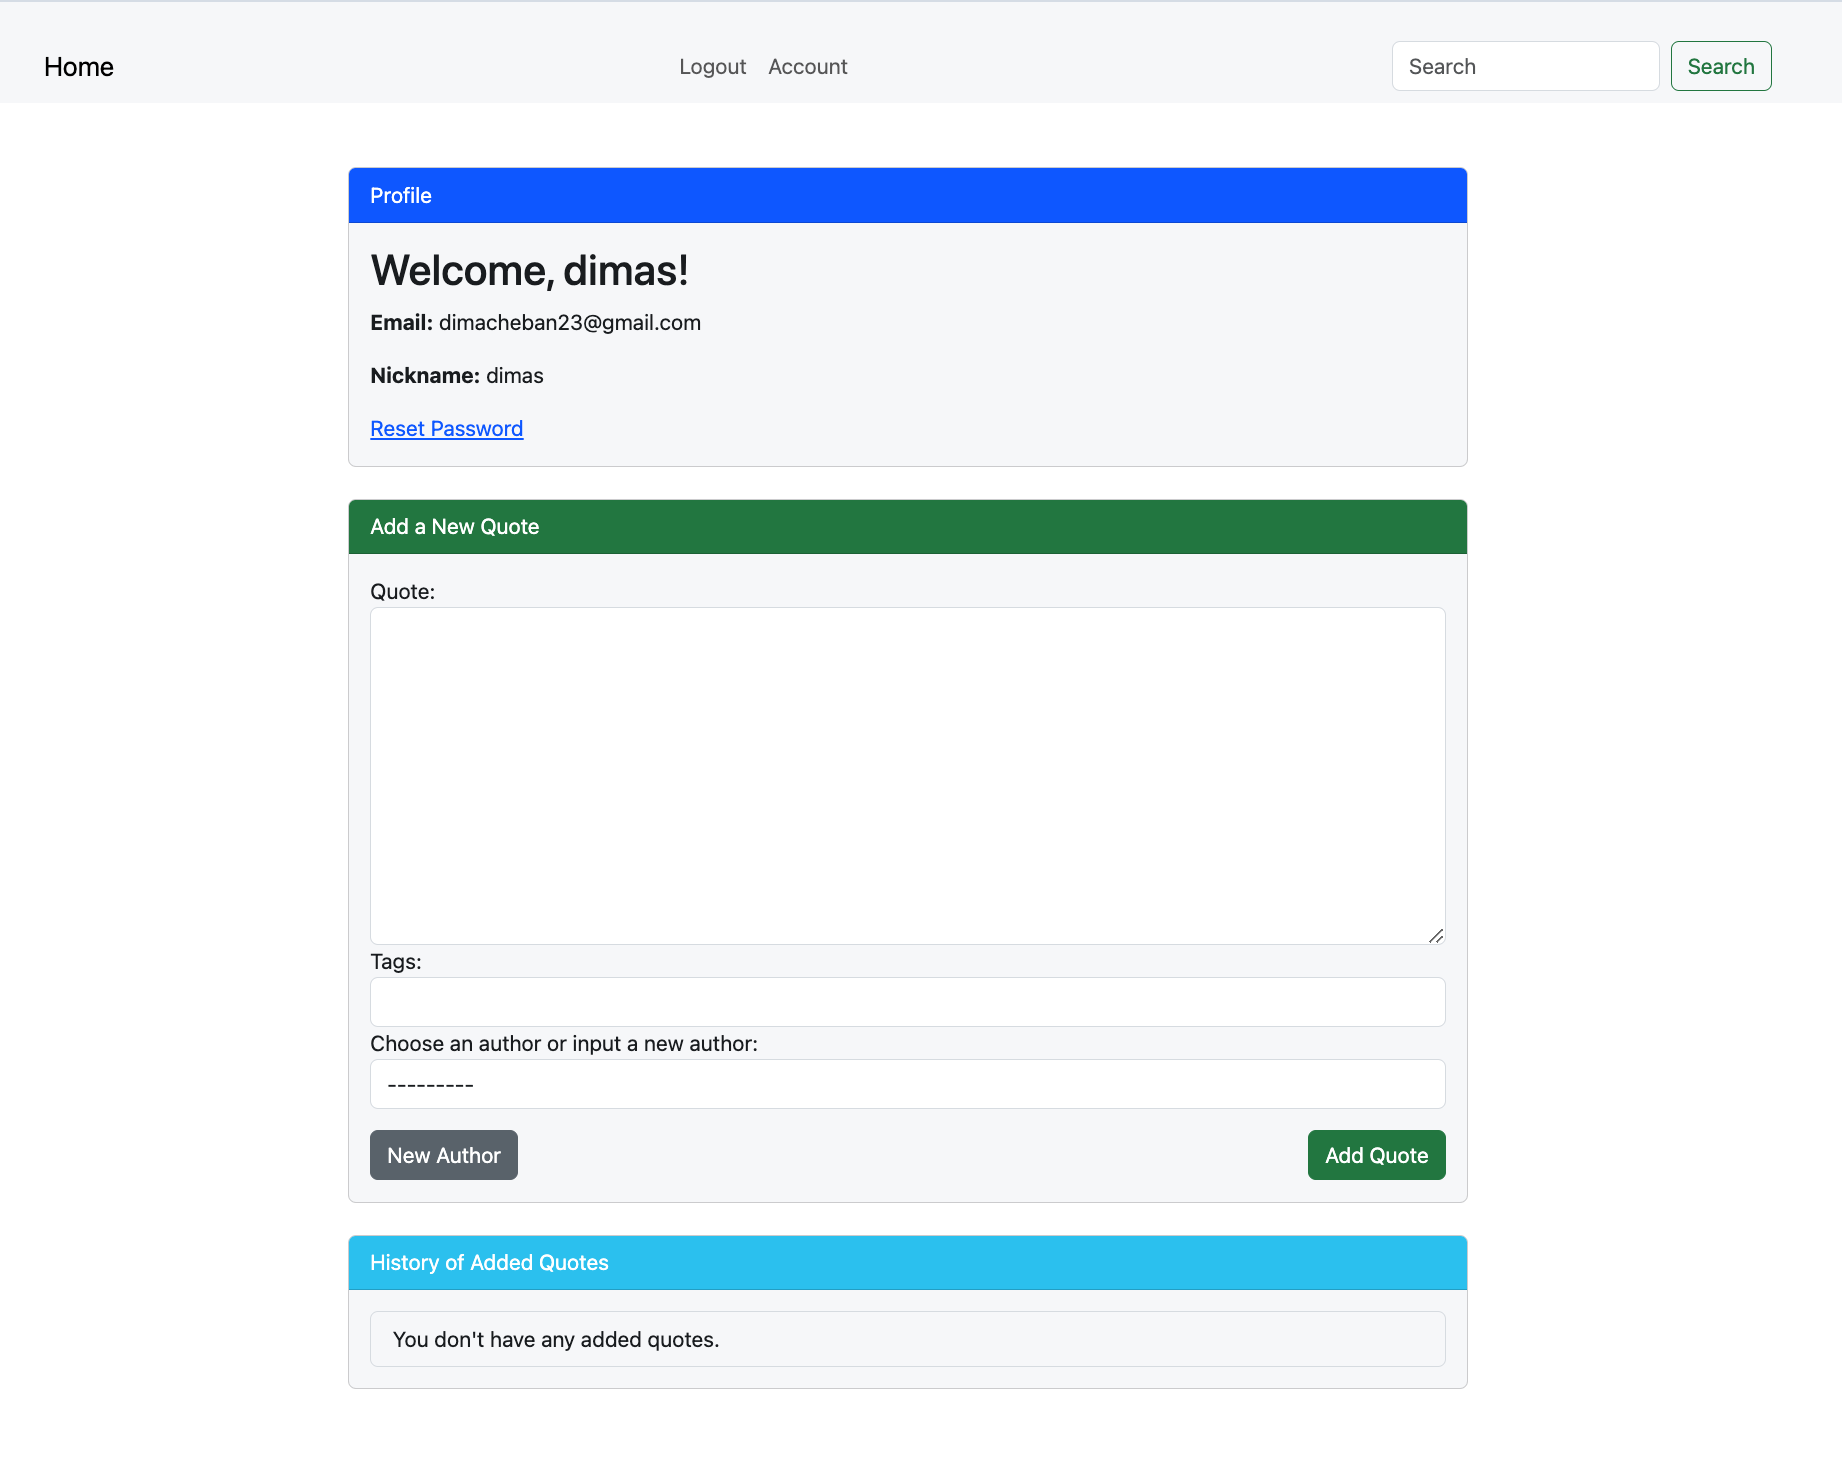 Home Logout Account Search Search
Profile
Welcome, dimas!
Email: dimacheban23@gmail.com
Nickname: dimas
Reset Password
Add a New Quote
Quote:
Tags:
Choose an author or input a new author:
---------
New Author Add Quote
History of Added Quotes
You don't have any added quotes.